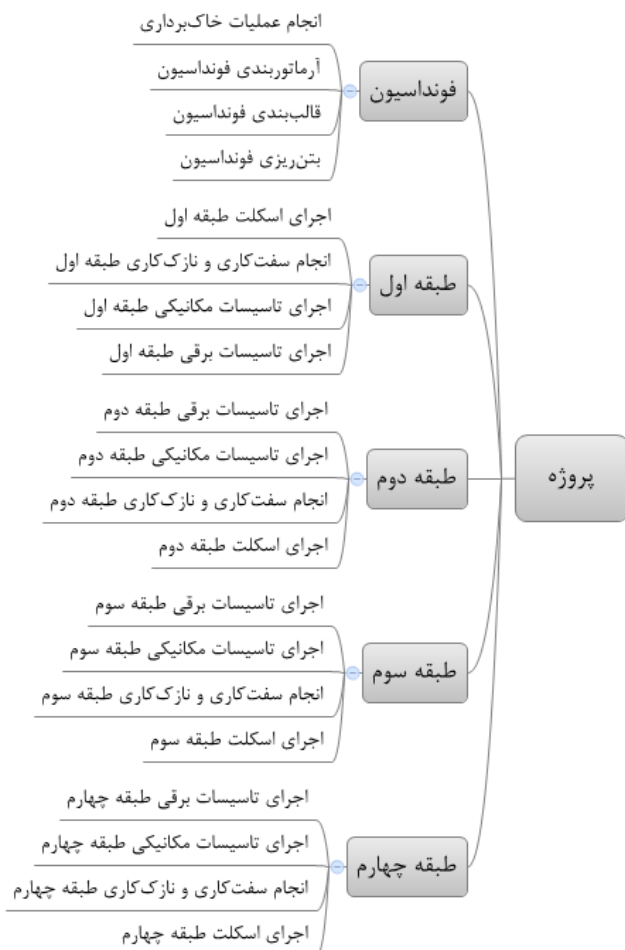 پروژه
فونداسیون
انجام عملیات خاک‌برداری
آرماتوربندی فونداسیون
قالب‌بندی فونداسیون
بتن‌ریزی فونداسیون
طبقه اول
اجرای اسکلت طبقه اول
انجام سفت‌کاری و نازک‌کاری طبقه اول
اجرای تاسیسات مکانیکی طبقه اول
اجرای تاسیسات برقی طبقه اول
طبقه دوم
اجرای تاسیسات برقی طبقه دوم
اجرای تاسیسات مکانیکی طبقه دوم
انجام سفت‌کاری و نازک‌کاری طبقه دوم
اجرای اسکلت طبقه دوم
طبقه سوم
اجرای تاسیسات برقی طبقه سوم
اجرای تاسیسات مکانیکی طبقه سوم
انجام سفت‌کاری و نازک‌کاری طبقه سوم
اجرای اسکلت طبقه سوم
طبقه چهارم
اجرای تاسیسات برقی طبقه چهارم
اجرای تاسیسات مکانیکی طبقه چهارم
انجام سفت‌کاری و نازک‌کاری طبقه چهارم
اجرای اسکلت طبقه چهارم